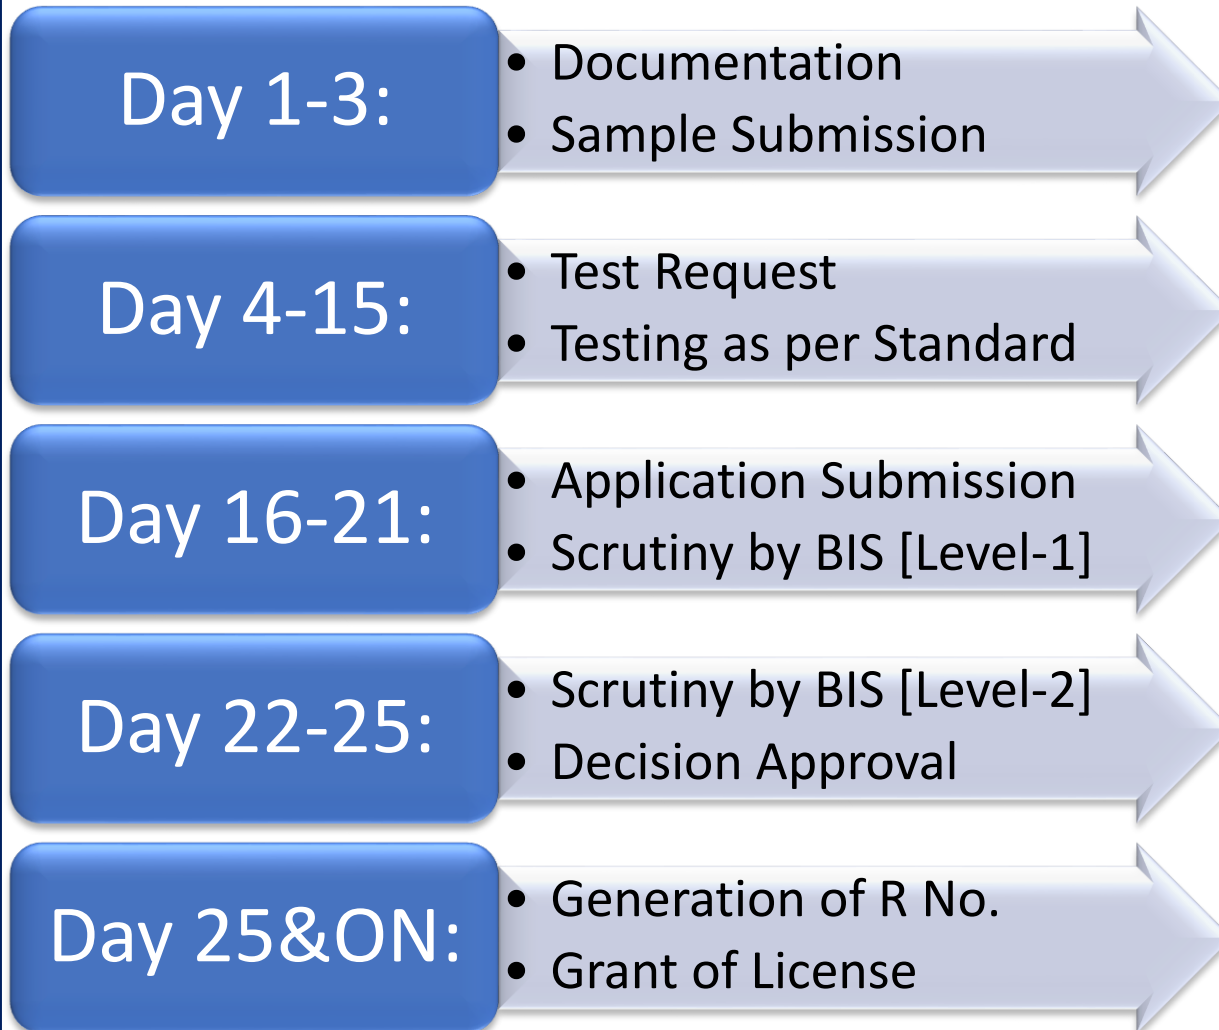 Day 1-3:
• Documentation
• Sample Submission
Day 4-15:
• Test Request
• Testing as per Standard
Day 16-21:
• Application Submission
• Scrutiny by BIS [Level-1]
Day 22-25:
• Scrutiny by BIS [Level-2]
• Decision Approval
Day 25&ON:
• Generation of R No.
• Grant of License